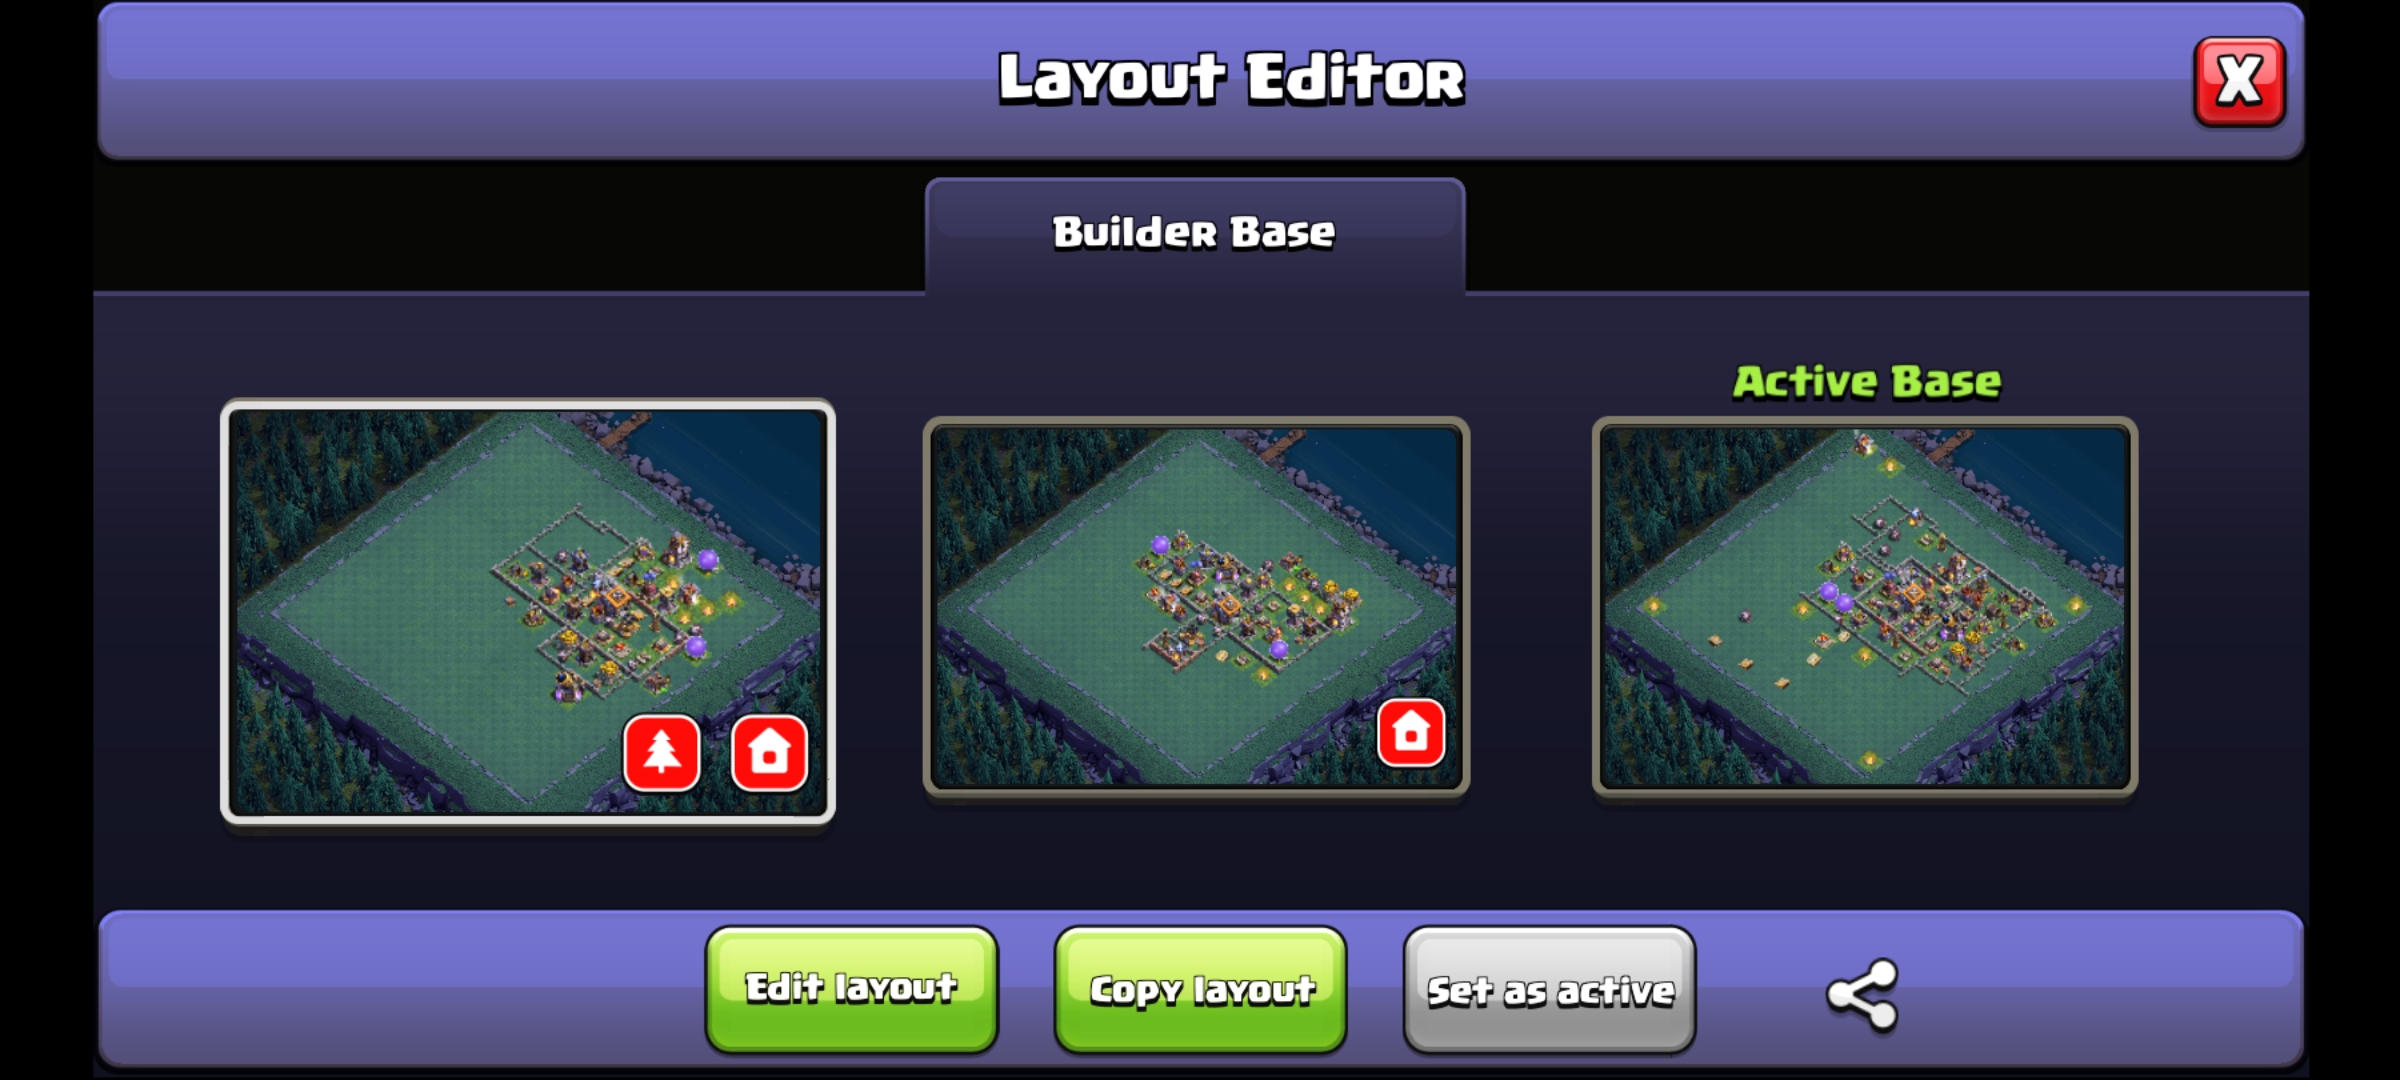 Layout Editor
X
Builder Base
Active Base
Edit layout
Copy layout
Set as active